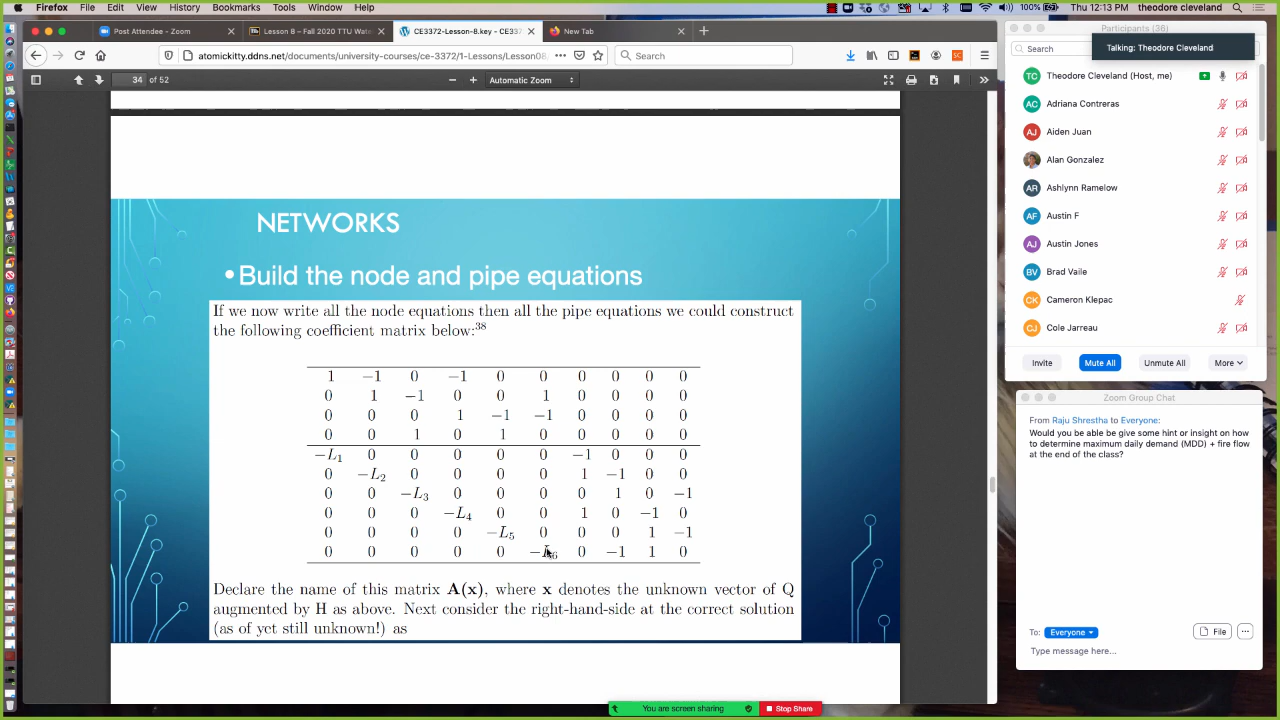 Firefox File Edit View History Bookmarks Tools Window Help 100% Thu 12:13 PM theodore cleveland
Post Attendee - Zoom
Lesson 8 – Fall 2020 TTU Wate
CE3372-Lesson-8.key – CE337
New Tab
atomickitty.ddns.net/documents/university-courses/ce-3372/1-Lessons/Lesson08
Search
34 of 52
Automatic Zoom
NETWORKS
• Build the node and pipe equations
If we now write all the node equations then all the pipe equations we could construct
the following coefficient matrix below:38
1 −1 0 −1 0 0 0 0 0 0
0 1 −1 0 0 1 0 0 0 0
0 0 0 1 −1 −1 0 0 0 0
0 0 1 0 1 0 0 0 0 0
−L1 0 0 0 0 0 −1 0 0 0
0 −L2 0 0 0 0 1 −1 0 0
0 0 −L3 0 0 0 0 1 0 −1
0 0 0 −L4 0 0 1 0 −1 0
0 0 0 0 −L5 0 0 0 1 −1
0 0 0 0 0 −L6 0 −1 1 0
Declare the name of this matrix A(x), where x denotes the unknown vector of Q
augmented by H as above. Next consider the right-hand-side at the correct solution
(as of yet still unknown!) as
You are screen sharing
Stop Share
Participants (36)
Talking: Theodore Cleveland
Search
TC Theodore Cleveland (Host, me)
AC Adriana Contreras
AJ Aiden Juan
Alan Gonzalez
AR Ashlynn Ramelow
AF Austin F
AJ Austin Jones
BV Brad Vaile
CK Cameron Klepac
CJ Cole Jarreau
Invite
Mute All
Unmute All
More
Zoom Group Chat
From Raju Shrestha to Everyone:
Would you be able be give some hint or insight on how
to determine maximum daily demand (MDD) + fire flow
at the end of the class?
To: Everyone
File
Type message here...